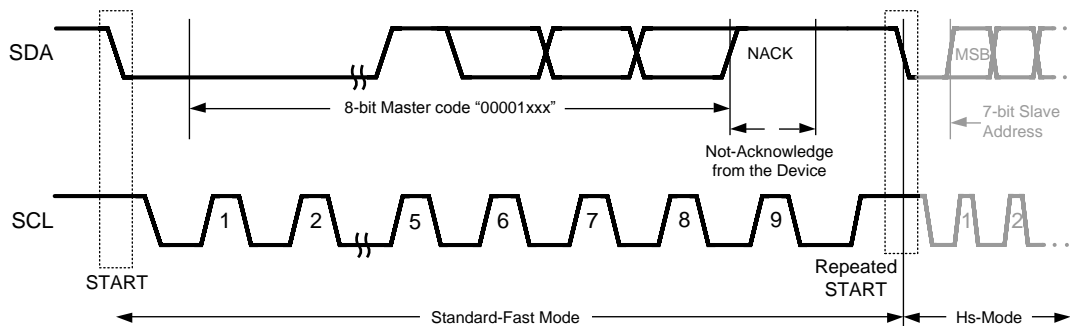 SDA
NACK
MSB
8-bit Master code “00001xxx”
7-bit Slave
Address
Not-Acknowledge
from the Device
SCL
1
2
5
6
7
8
9
1
2
START
Repeated
START
Standard-Fast Mode
Hs-Mode